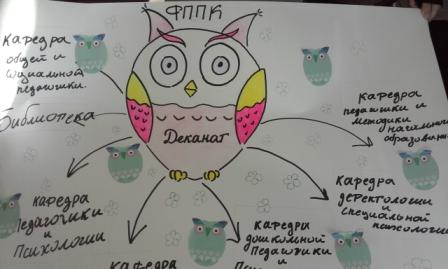 ФППК
Кафедра
общей и
социальной
педагогики.
Библиотека
Деканат
Кафедра
педагогики и
методики
начального
Кафедра
Педагогики
и
Психологии
Кафедра
Кафедра
дошкольной
Педагогики
и
Кафедра
дефектологии
и
специальной
психологии